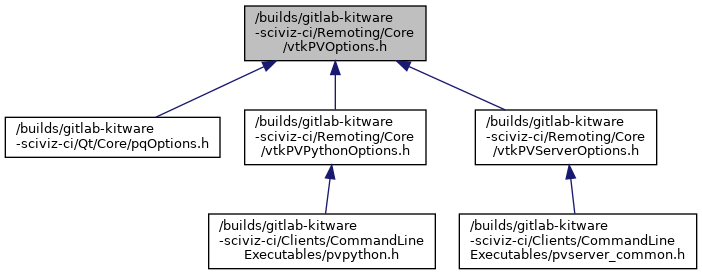 /builds/gitlab-kitware
-sciviz-ci/Remoting/Core
/vtkPVOptions.h
/builds/gitlab-kitware
-sciviz-ci/Qt/Core/pqOptions.h
/builds/gitlab-kitware
-sciviz-ci/Remoting/Core
/vtkPVPythonOptions.h
/builds/gitlab-kitware
-sciviz-ci/Remoting/Core
/vtkPVServerOptions.h
/builds/gitlab-kitware
-sciviz-ci/Clients/CommandLine
Executables/pvpython.h
/builds/gitlab-kitware
-sciviz-ci/Clients/CommandLine
Executables/pvserver_common.h